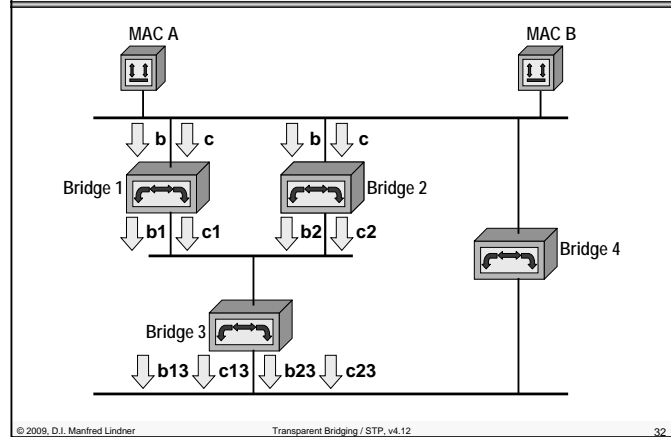 MAC A MAC B
b c b c
Bridge 1 Bridge 2
b1 c1 b2 c2
Bridge 4
Bridge 3
b13 c13 b23 c23
© 2009, D.I. Manfred Lindner Transparent Bridging / STP, v4.12 32